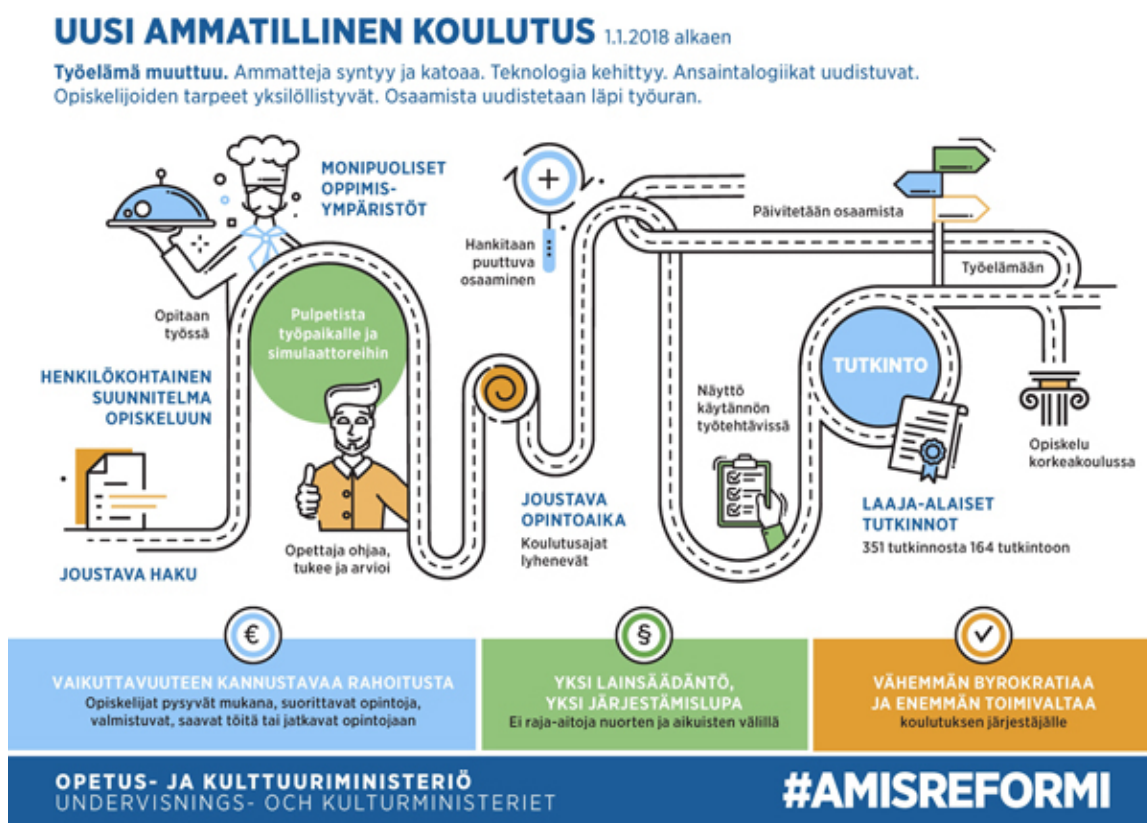 UUSI AMMATILLINEN KOULUTUS 1.1.2018 alkaen
Työelämä muuttuu. Ammatteja syntyy ja katoaa. Teknologia kehittyy. Ansaintalogiikat uudistuvat.
Opiskelijoiden tarpeet yksilöllistyvät. Osaamista uudistetaan läpi työuran.
MONIPUOLISET
OPPIMIS-
YMPÄRISTÖT
Opitaan
työssä
Pulpetista
työpaikalle ja
simulaattoreihin
HENKILÖKOHTAINEN
SUUNNITELMA
OPISKELUUN
JOUSTAVA HAKU
Opettaja ohjaa,
tukee ja arvioi
Hankitaan
puuttuva
osaaminen
JOUSTAVA
OPINTOAIKA
Koulutusajat
lyhenevät
Näyttö
käytännön
työtehtävissä
Päivitetään osaamista
Työelämään
TUTKINTO
Opiskelu
korkeakoulussa
LAAJA-ALAISET
TUTKINNOT
351 tutkinnosta 164 tutkintoon
€
VAIKUTTAVUUTEEN KANNUSTAVAA RAHOITUSTA
Opiskelijat pysyvät mukana, suorittavat opintoja,
valmistuvat, saavat töitä tai jatkavat opintojaan
§
YKSI LAINSÄÄDÄNTÖ,
YKSI JÄRJESTÄMISLUPA
Ei raja-aitoja nuorten ja aikuisten välillä
VÄHEMMÄN BYROKRATIAA
JA ENEMMÄN TOIMIVALTAA
koulutuksen järjestäjälle
OPETUS- JA KULTTUURIMINISTERIÖ
UNDERVISNINGS- OCH KULTURMINISTERIET
#AMISREFORMI